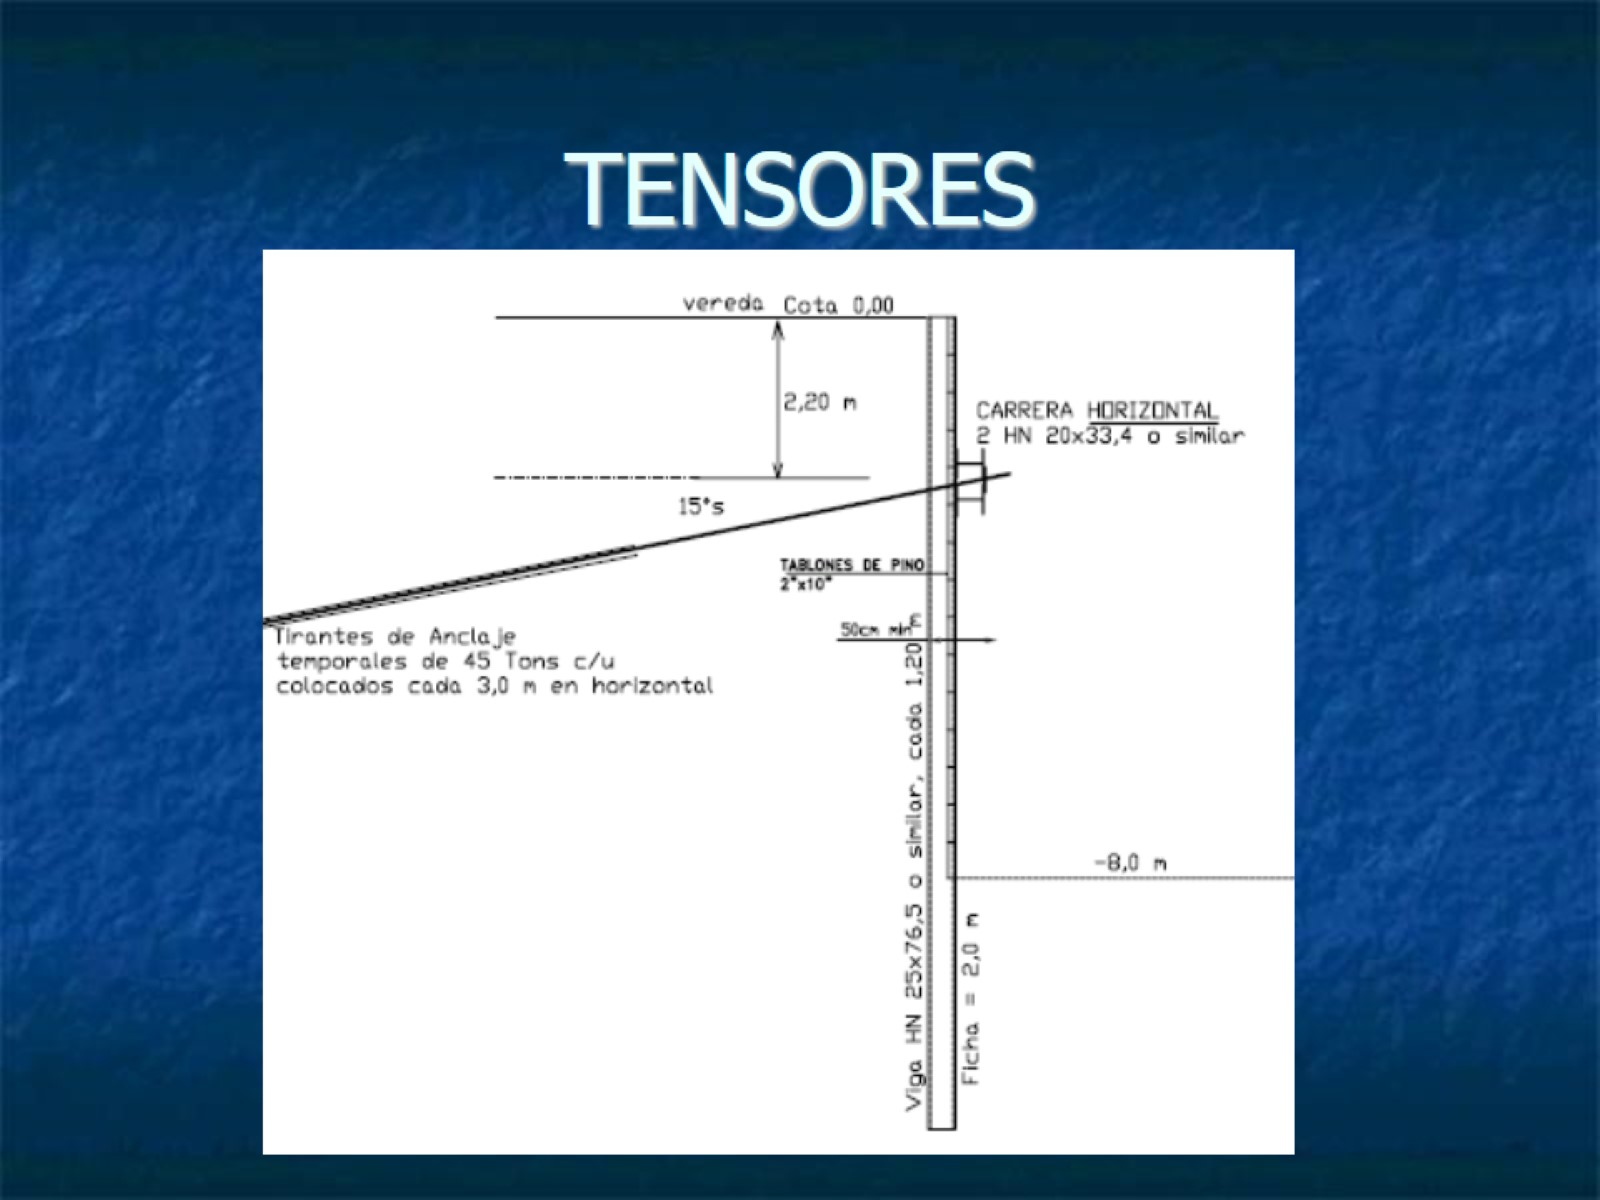 TENSORES
vereda Cota 0,00
2,20 m
CARRERA HORIZONTAL
2 HN 20x33,4 o similar
15°s
TABLONES DE PINO
2"x10"
50cm min
Tirantes de Anclaje
temporales de 45 Tons c/u
colocados cada 3,0 m en horizontal
Viga HN 25x76,5 o similar, cada 1,20 m
-8,0 m
Ficha = 2,0 m